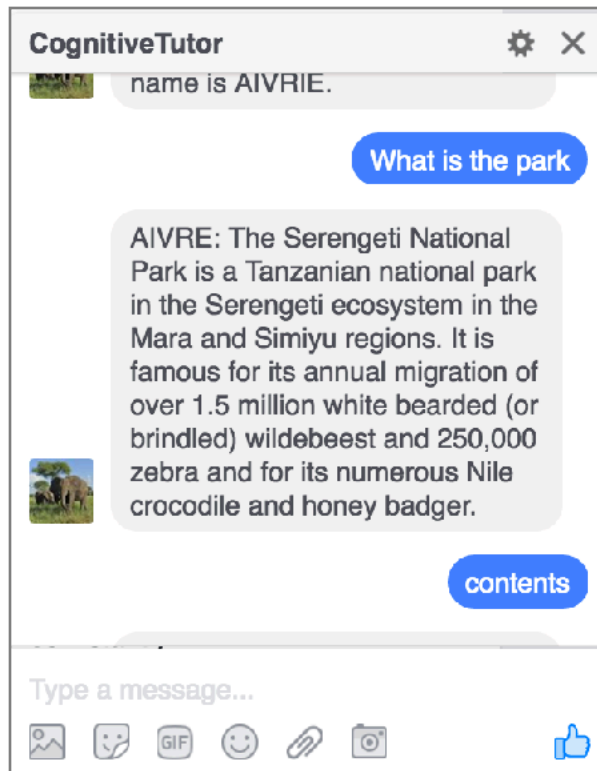 CognitiveTutor
name is AIVRIE.
What is the park
AIVRE: The Serengeti National
Park is a Tanzanian national park
in the Serengeti ecosystem in the
Mara and Simiyu regions. It is
famous for its annual migration of
over 1.5 million white bearded (or
brindled) wildebeest and 250,000
zebra and for its numerous Nile
crocodile and honey badger.
contents
Type a message...
GIF